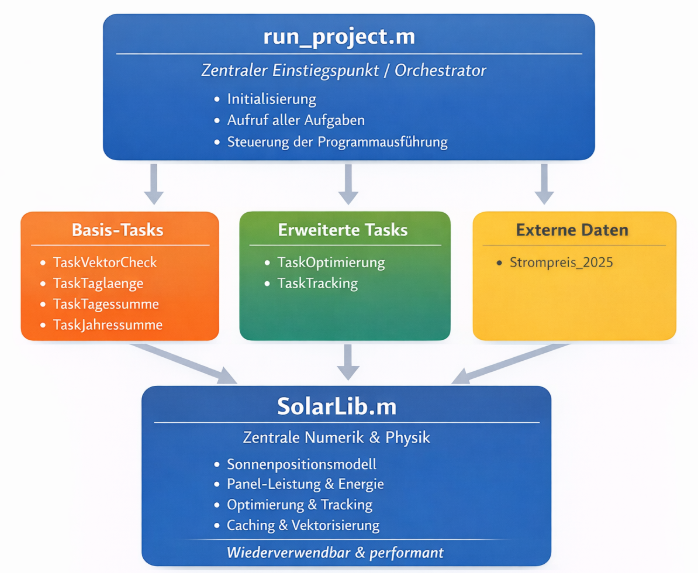 run_project.m
Zentraler Einstiegspunkt / Orchestrator
• Initialisierung
• Aufruf aller Aufgaben
• Steuerung der Programmausführung
Basis-Tasks
• TaskVektorCheck
• TaskTaglaenge
• TaskTagessumme
• TaskJahressumme
Erweiterte Tasks
• TaskOptimierung
• TaskTracking
Externe Daten
• Strompreis_2025
SolarLib.m
Zentrale Numerik & Physik
• Sonnenpositionsmodell
• Panel-Leistung & Energie
• Optimierung & Tracking
• Caching & Vektorisierung
Wiederverwendbar & performant